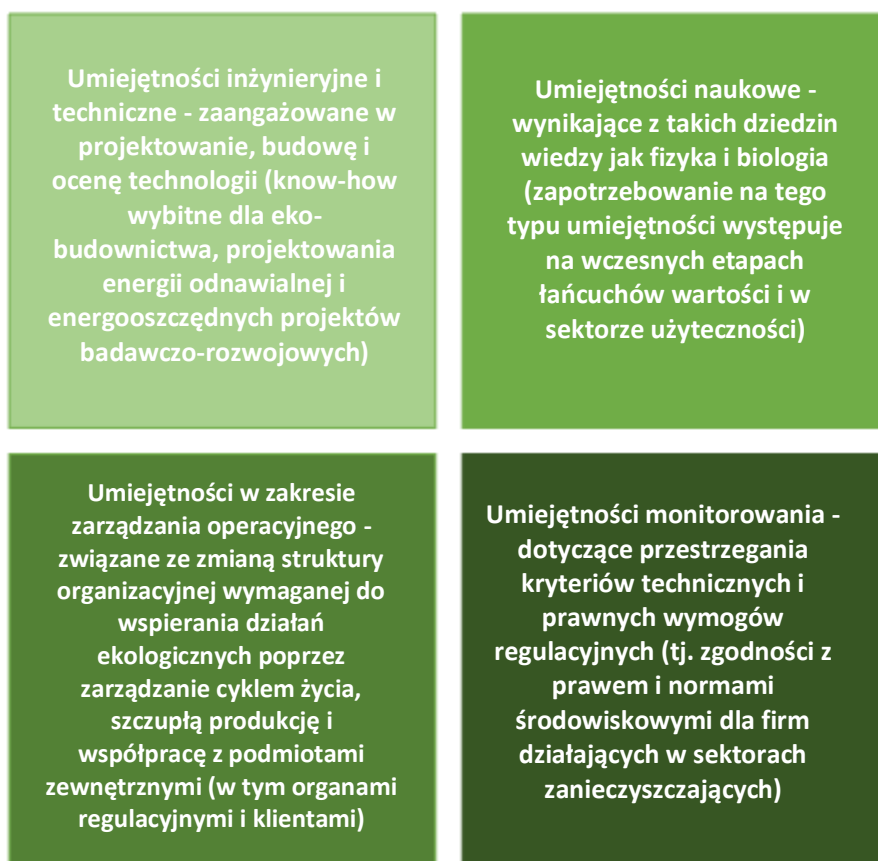 Umiejętności inżynieryjne i
techniczne - zaangażowane w
projektowanie, budowę i
ocenę technologii (know-how
wybitne dla eko-
budownictwa, projektowania
energii odnawialnej i
energooszczędnych projektów
badawczo-rozwojowych)
Umiejętności naukowe -
wynikające z takich dziedzin
wiedzy jak fizyka i biologia
(zapotrzebowanie na tego
typu umiejętności występuje
na wczesnych etapach
łańcuchów wartości i w
sektorze użyteczności)
Umiejętności w zakresie
zarządzania operacyjnego -
związane ze zmianą struktury
organizacyjnej wymaganej do
wspierania działań
ekologicznych poprzez
zarządzanie cyklem życia,
szczupłą produkcję i
współpracę z podmiotami
zewnętrznymi (w tym organami
regulacyjnymi i klientami)
Umiejętności monitorowania -
dotyczące przestrzegania
kryteriów technicznych i
prawnych wymogów
regulacyjnych (tj. zgodności z
prawem i normami
środowiskowymi dla firm
działających w sektorach
zanieczyszczających)